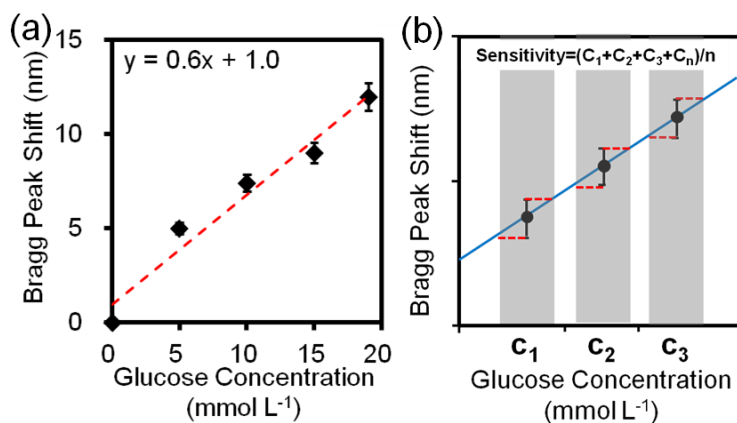 (a)
y = 0.6x + 1.0
Bragg Peak Shift (nm)
15
10
5
0
0 5 10 15 20
Glucose Concentration
(mmol L⁻¹)
(b)
Sensitivity=(C₁+C₂+C₃+Cₙ)/n
Bragg Peak Shift (nm)
c₁ c₂ c₃
Glucose Concentration
(mmol L⁻¹)